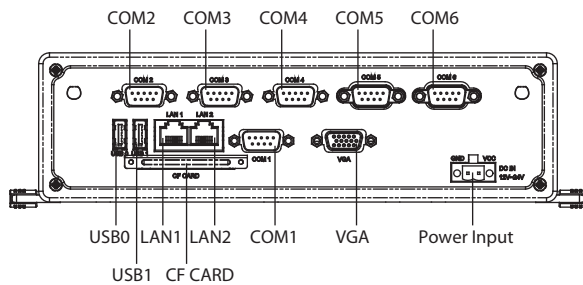 COM2 COM3 COM4 COM5 COM6
COM 2 COM 3 COM 4 COM 5 COM 6
LAN 1 LAN 2
COM 1 VGA
GND VCC
DC IN
12V~24V
CF CARD
USB0 LAN1 LAN2 COM1 VGA Power Input
USB1 CF CARD